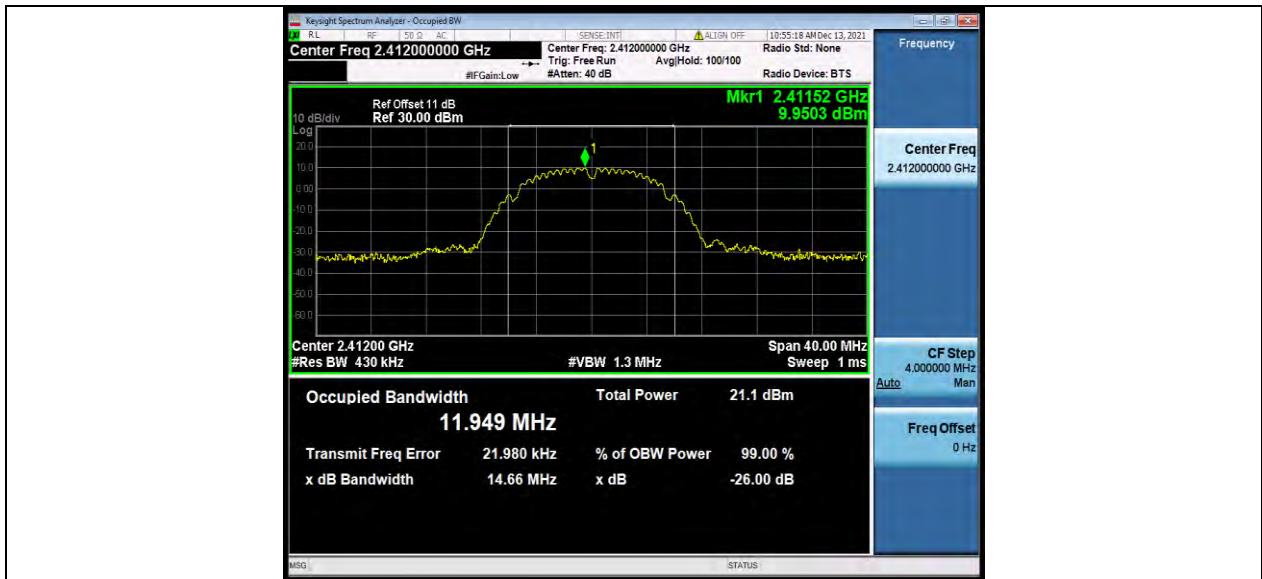 Keysight Spectrum Analyzer - Occupied BW
RL RF 50 Ω AC SENSE:INT ALIGN OFF 10:55:18 AM Dec 13, 2021
Center Freq 2.412000000 GHz
Center Freq: 2.412000000 GHz Radio Std: None
Trig: Free Run Avg|Hold: 100/100
#IFGain:Low #Atten: 40 dB Radio Device: BTS
Frequency
Mkr1 2.41152 GHz
9.9503 dBm
Ref Offset 11 dB
10 dB/div Ref 30.00 dBm
Log
20.0
10.0
0.00
-10.0
-20.0
-30.0
-40.0
-50.0
-60.0
1
Center 2.41200 GHz Span 40.00 MHz
#Res BW 430 kHz #VBW 1.3 MHz Sweep 1 ms
Occupied Bandwidth Total Power 21.1 dBm
11.949 MHz
Transmit Freq Error 21.980 kHz % of OBW Power 99.00 %
x dB Bandwidth 14.66 MHz x dB -26.00 dB
Center Freq
2.412000000 GHz
CF Step
4.000000 MHz
Auto Man
Freq Offset
0 Hz
MSG STATUS